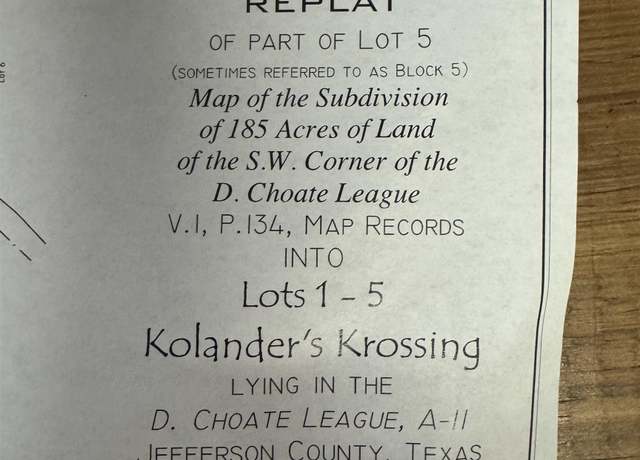 REPLAT
OF PART OF LOT 5
(SOMETIMES REFERRED TO AS BLOCK 5)
Map of the Subdivision
of 185 Acres of Land
of the S.W. Corner of the
D. Choate League
V.1, P.134, MAP RECORDS
INTO
Lots 1 - 5
Kolander's Krossing
LYING IN THE
D. CHOATE LEAGUE, A-11
JEFFERSON COUNTY, TEXAS
LOT 6